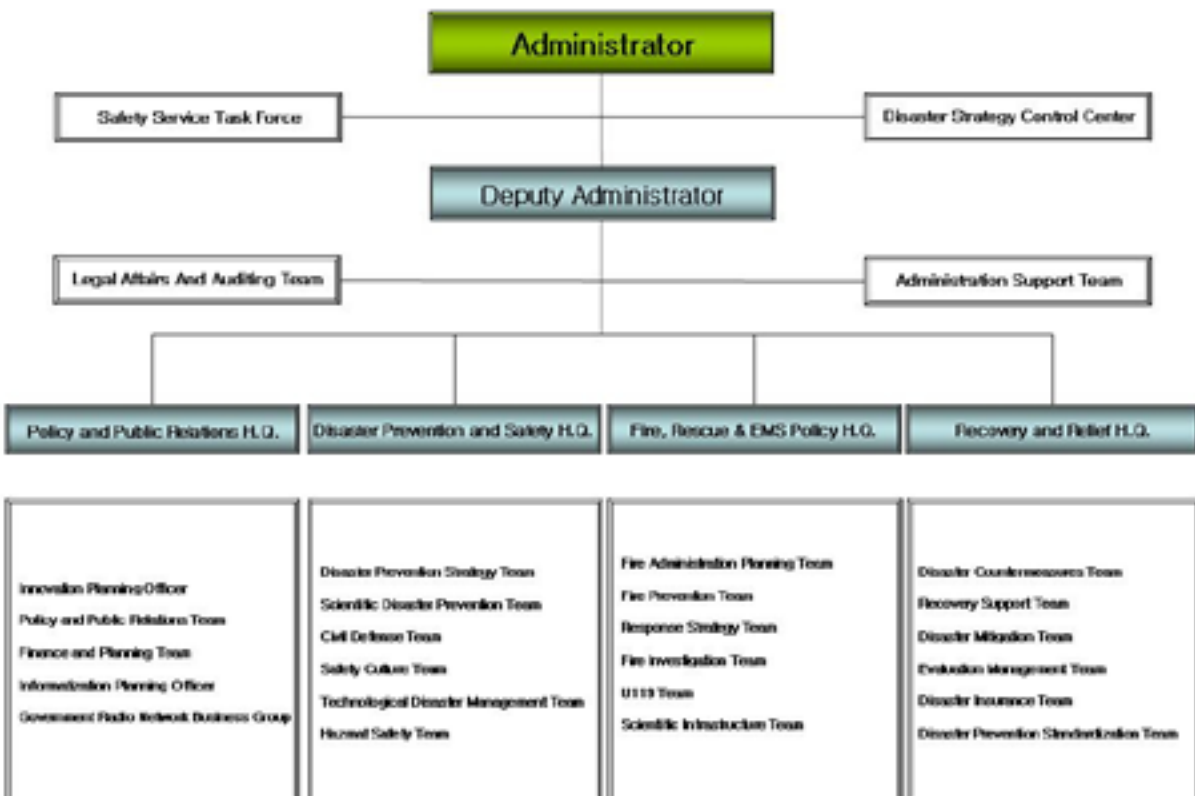 Administrator
Safety Service Task Force
Disaster Strategy Control Center
Deputy Administrator
Legal Affairs And Auditing Team
Administration Support Team
Policy and Public Relations H.Q.
Disaster Prevention and Safety H.Q.
Fire, Rescue & EMS Policy H.Q.
Recovery and Relief H.Q.
Innovation Planning Officer
Policy and Public Relations Team
Finance and Planning Team
Informatization Planning Officer
Government Radio Network Business Group
Disaster Prevention Strategy Team
Scientific Disaster Prevention Team
Civil Defense Team
Safety Culture Team
Technological Disaster Management Team
Hazmat Safety Team
Fire Administration Planning Team
Fire Prevention Team
Response Strategy Team
Fire Investigation Team
U119 Team
Scientific Infrastructure Team
Disaster Countermeasures Team
Recovery Support Team
Disaster Mitigation Team
Evaluation Management Team
Disaster Insurance Team
Disaster Prevention Standardization Team